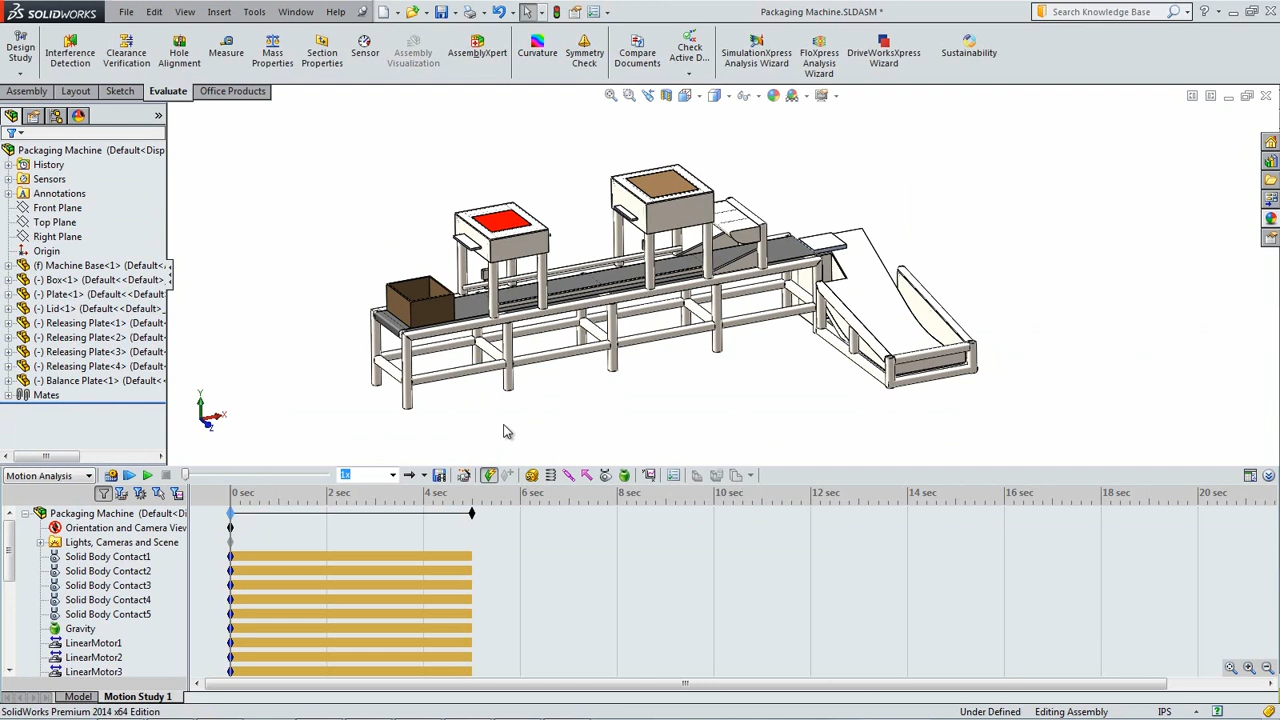 SOLIDWORKS File Edit View Insert Tools Window Help Packaging Machine.SLDASM * Search Knowledge Base
Design Study
Interference Detection
Clearance Verification
Hole Alignment
Measure
Mass Properties
Section Properties
Sensor
Assembly Visualization
AssemblyXpert
Curvature
Symmetry Check
Compare Documents
Check Active D...
SimulationXpress Analysis Wizard
FloXpress Analysis Wizard
DriveWorksXpress Wizard
Sustainability
Assembly Layout Sketch Evaluate Office Products
Packaging Machine (Default<Disp
History
Sensors
Annotations
Front Plane
Top Plane
Right Plane
Origin
(f) Machine Base<1> (Default<
(-) Box<1> (Default<<Default>
(-) Plate<1> (Default<<Default
(-) Lid<1> (Default<<Default>_
(-) Releasing Plate<1> (Default
(-) Releasing Plate<2> (Default
(-) Releasing Plate<3> (Default
(-) Releasing Plate<4> (Default
(-) Balance Plate<1> (Default<
Mates
Y
X
Z
Motion Analysis 1x
0 sec 2 sec 4 sec 6 sec 8 sec 10 sec 12 sec 14 sec 16 sec 18 sec 20 sec
Packaging Machine (Default<Di
Orientation and Camera View
Lights, Cameras and Scene
Solid Body Contact1
Solid Body Contact2
Solid Body Contact3
Solid Body Contact4
Solid Body Contact5
Gravity
LinearMotor1
LinearMotor2
LinearMotor3
Model Motion Study 1
SolidWorks Premium 2014 x64 Edition Under Defined Editing Assembly IPS